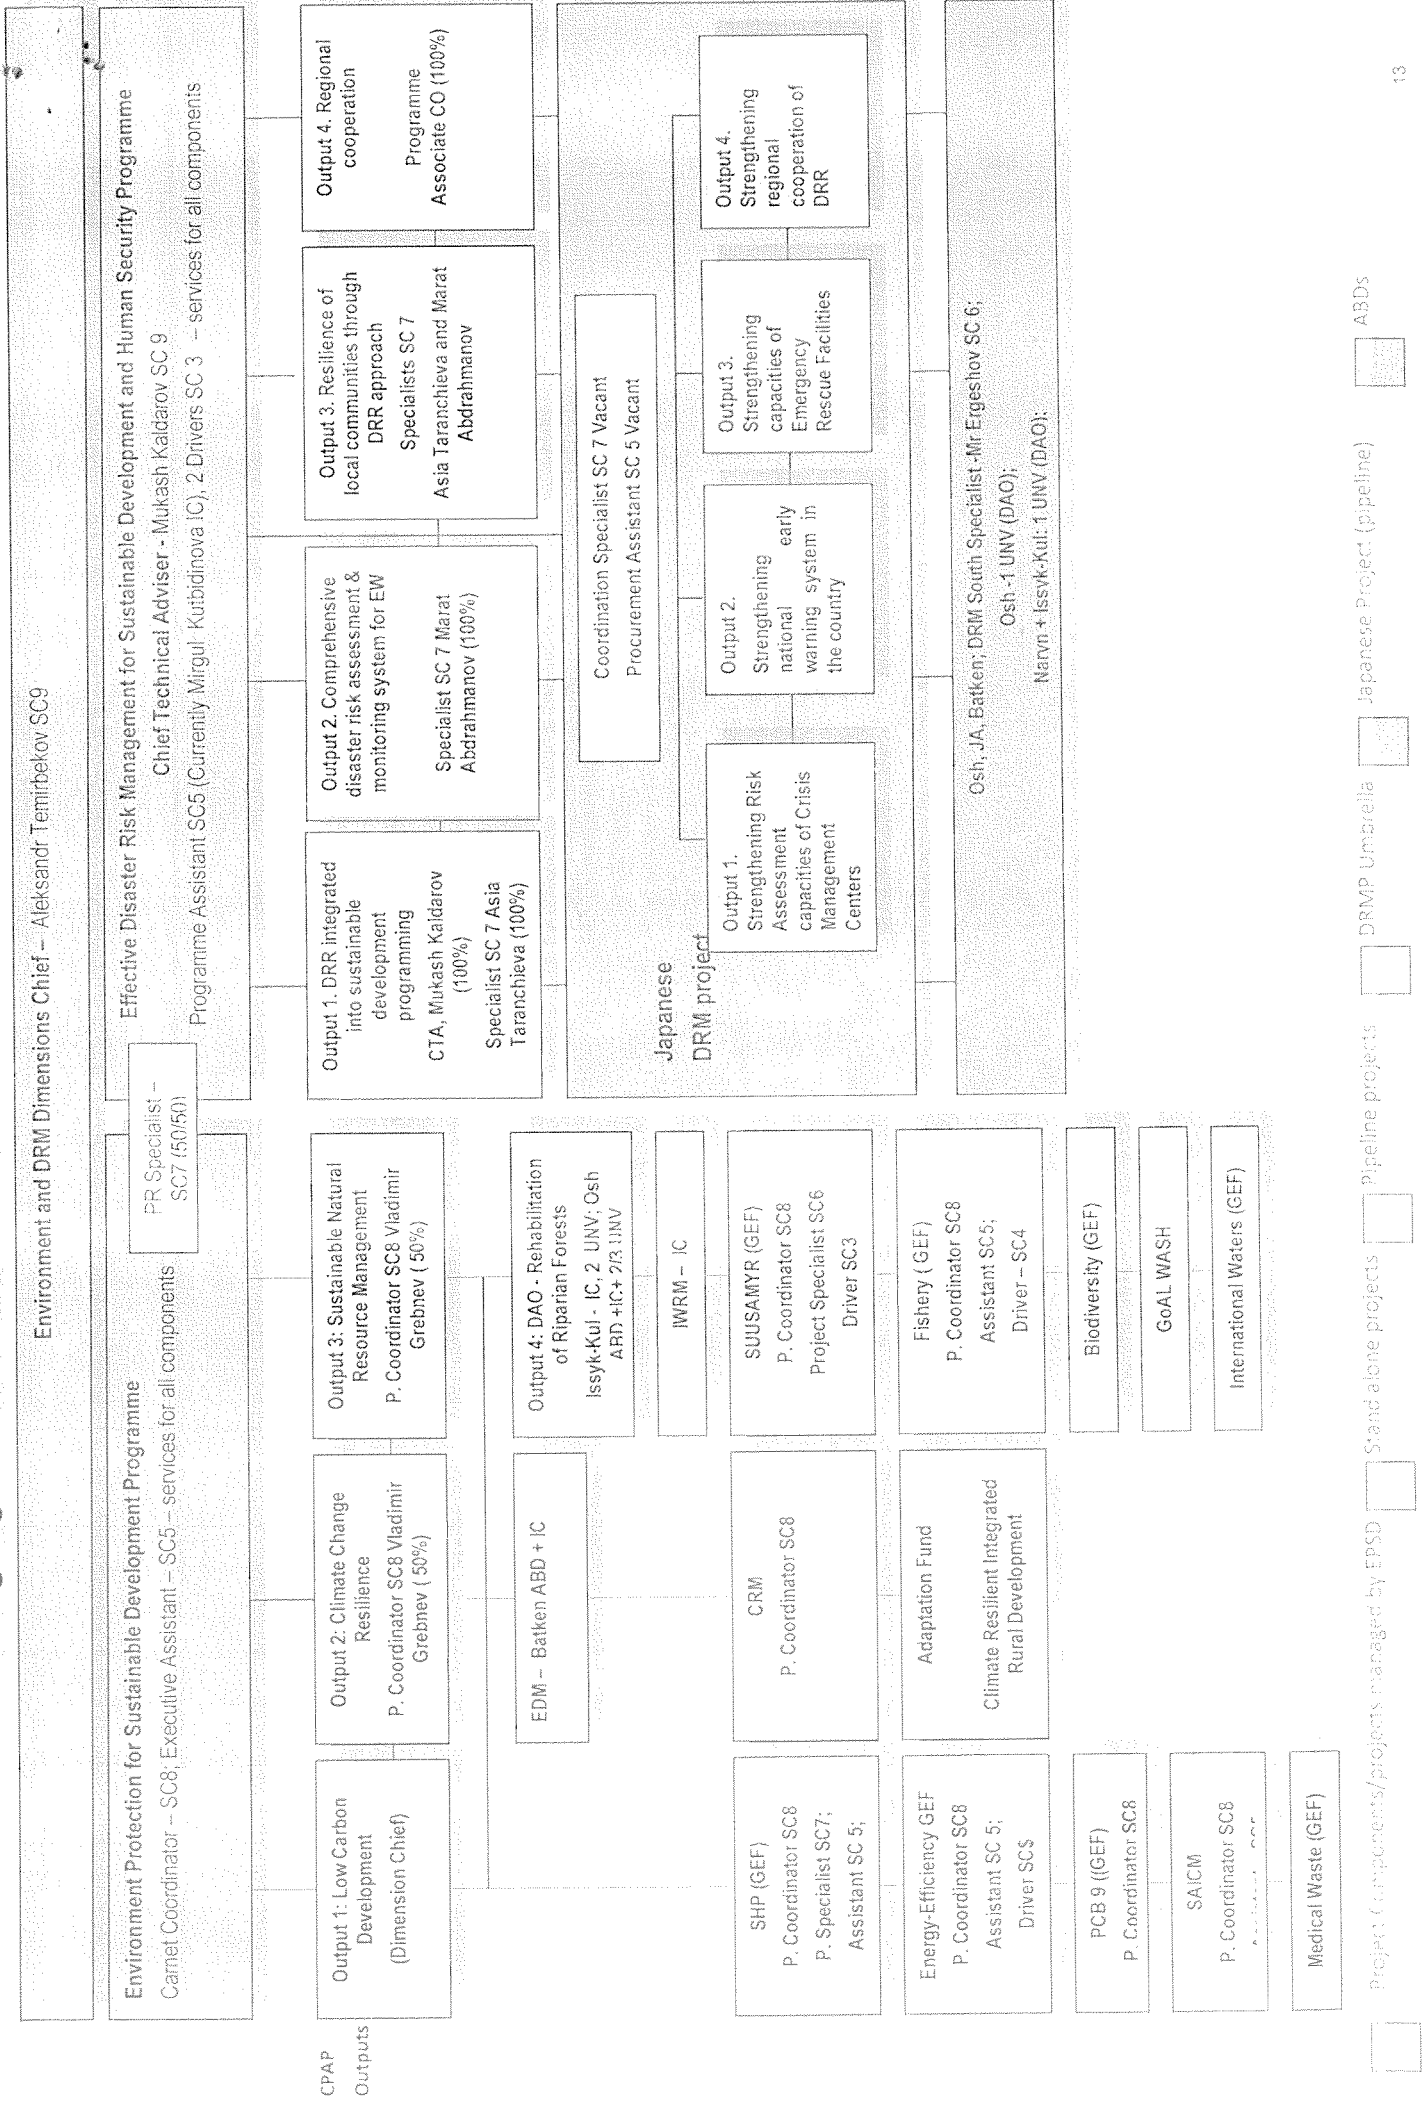 Environment and DRM Dimensions Chief – Aleksandr Temirbekov SC9
Environment Protection for Sustainable Development Programme
Carnet Coordinator – SC8; Executive Assistant – SC5 – services for all components
PR Specialist –
SC7 (50/50)
Effective Disaster Risk Management for Sustainable Development and Human Security Programme
Chief Technical Adviser - Mukash Kaldarov SC 9
Programme Assistant SC5 (Currently Mirgul Kutbidinova IC), 2 Drivers SC 3 – services for all components
CPAP
Outputs
Output 1: Low Carbon
Development
(Dimension Chief)
Output 2: Climate Change
Resilience
P. Coordinator SC8 Vladimir
Grebnev ( 50%)
Output 3: Sustainable Natural
Resource Management
P. Coordinator SC8 Vladimir
Grebnev ( 50%)
Output 1. DRR integrated
into sustainable
development
programming
CTA, Mukash Kaldarov
(100%)
Specialist SC 7 Asia
Taranchieva (100%)
Output 2. Comprehensive
disaster risk assessment &
monitoring system for EW
Specialist SC 7 Marat
Abdrahmanov (100%)
Output 3. Resilience of
local communities through
DRR approach
Specialists SC 7
Asia Taranchieva and Marat
Abdrahmanov
Output 4. Regional
cooperation
Programme
Associate CO (100%)
EDM – Batken ABD + IC
Output 4: DAO - Rehabilitation
of Riparian Forests
Issyk-Kul - IC, 2 UNV; Osh
ABD +IC+ 2/3 UNV
IWRM – IC
SHP (GEF)
P. Coordinator SC8
P. Specialist SC7;
Assistant SC 5;
CRM
P. Coordinator SC8
SUUSAMYR (GEF)
P. Coordinator SC8
Project Specialist SC6
Driver SC3
Energy-Efficiency GEF
P. Coordinator SC8
Assistant SC 5;
Driver SC$
Adaptation Fund
Climate Resilient Integrated
Rural Development
Fishery ( GEF)
P. Coordinator SC8
Assistant SC5;
Driver – SC4
PCB 9 ((GEF)
P. Coordinator SC8
Biodiversity (GEF)
SAICM
P. Coordinator SC8
GoAL WASH
Medical Waste (GEF)
International Waters (GEF)
Japanese
DRM project
Coordination Specialist SC 7 Vacant
Procurement Assistant SC 5 Vacant
Output 1.
Strengthening Risk
Assessment
capacities of Crisis
Management
Centers
Output 2.
Strengthening
national early
warning system in
the country
Output 3.
Strengthening
capacities of
Emergency
Rescue Facilities
Output 4.
Strengthening
regional
cooperation of
DRR
Osh, JA, Batken; DRM South Specialist -Mr Ergeshov SC 6;
Osh -1 UNV (DAO);
Naryn + Issyk-Kul: 1 UNV (DAO);
Project components/projects managed by EPSD
Stand alone projects
Pipeline projects
DRMP Umbrella
Japanese Project (pipeline)
ABDs
13